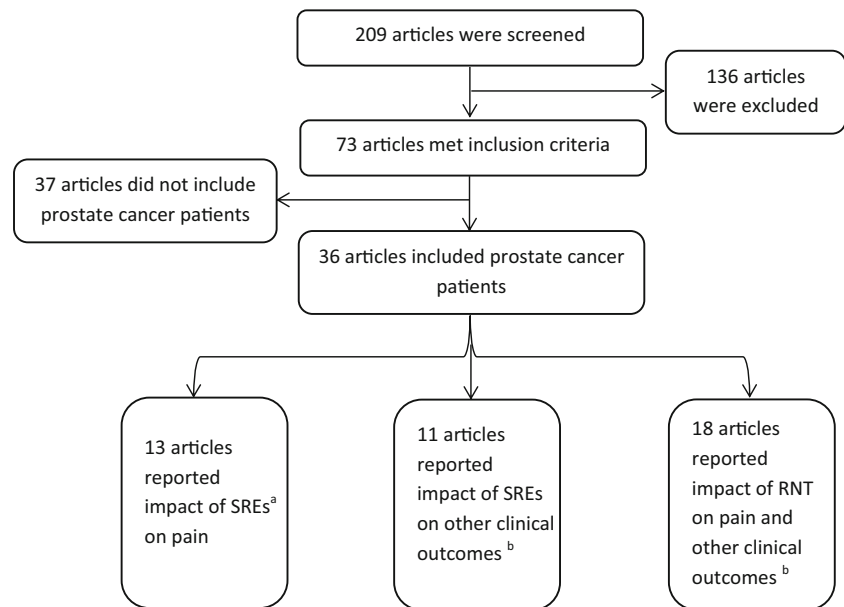 209 articles were screened
136 articles
were excluded
73 articles met inclusion criteria
37 articles did not include
prostate cancer patients
36 articles included prostate cancer
patients
13 articles
reported
impact of SREsᵃ
on pain
11 articles
reported
impact of SREs
on other clinical
outcomes ᵇ
18 articles
reported
impact of RNT
on pain and
other clinical
outcomes ᵇ